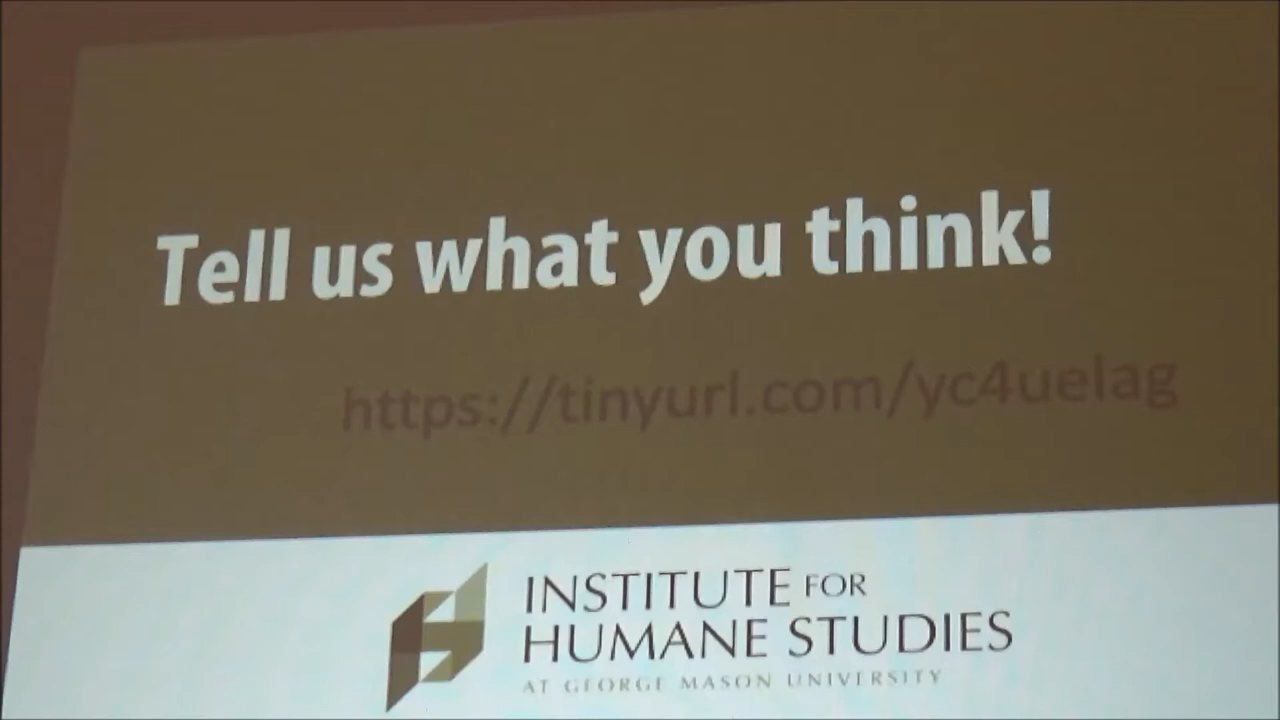 Tell us what you think!
https://tinyurl.com/yc4uelag
INSTITUTE FOR
HUMANE STUDIES
AT GEORGE MASON UNIVERSITY